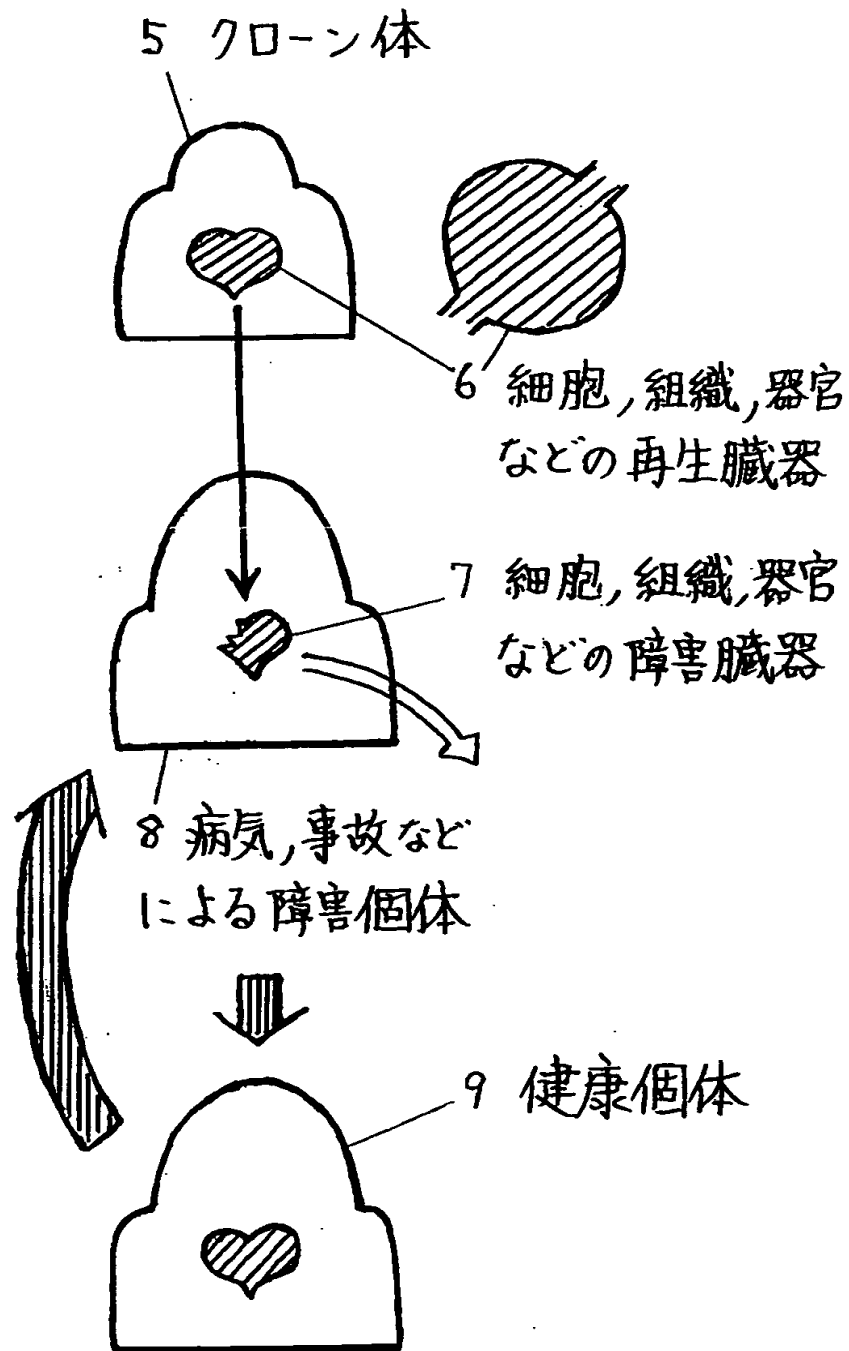 5 クローン体
6 細胞,組織,器官
などの再生臓器
7 細胞,組織,器官
などの障害臓器
8 病気,事故など
による障害個体
9 健康個体